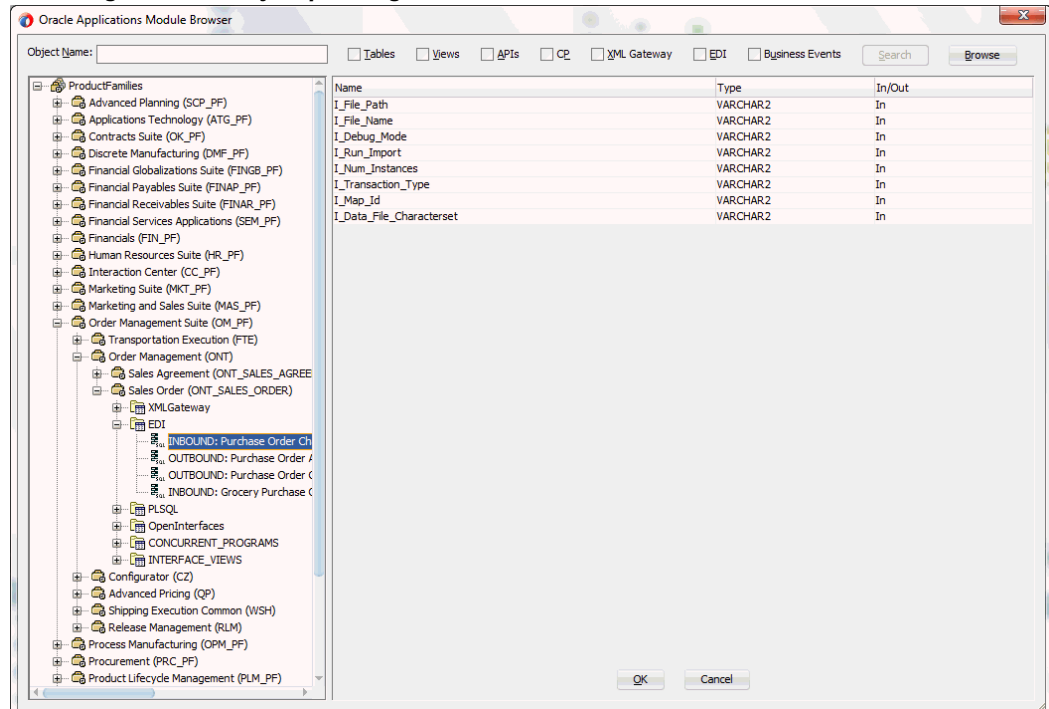 Oracle Applications Module Browser
Object Name:
Tables Views APIs CP XML Gateway EDI Business Events Search Browse
ProductFamilies
Advanced Planning (SCP_PF)
Applications Technology (ATG_PF)
Contracts Suite (OK_PF)
Discrete Manufacturing (DMF_PF)
Financial Globalizations Suite (FINGB_PF)
Financial Payables Suite (FINAP_PF)
Financial Receivables Suite (FINAR_PF)
Financial Services Applications (SEM_PF)
Financials (FIN_PF)
Human Resources Suite (HR_PF)
Interaction Center (CC_PF)
Marketing Suite (MKT_PF)
Marketing and Sales Suite (MAS_PF)
Order Management Suite (OM_PF)
Transportation Execution (FTE)
Order Management (ONT)
Sales Agreement (ONT_SALES_AGREE
Sales Order (ONT_SALES_ORDER)
XMLGateway
EDI
INBOUND: Purchase Order Ch
OUTBOUND: Purchase Order A
OUTBOUND: Purchase Order C
INBOUND: Grocery Purchase O
PLSQL
OpenInterfaces
CONCURRENT_PROGRAMS
INTERFACE_VIEWS
Configurator (CZ)
Advanced Pricing (QP)
Shipping Execution Common (WSH)
Release Management (RLM)
Process Manufacturing (OPM_PF)
Procurement (PRC_PF)
Product Lifecycle Management (PLM_PF)
Name Type In/Out
I_File_Path VARCHAR2 In
I_File_Name VARCHAR2 In
I_Debug_Mode VARCHAR2 In
I_Run_Import VARCHAR2 In
I_Num_Instances VARCHAR2 In
I_Transaction_Type VARCHAR2 In
I_Map_Id VARCHAR2 In
I_Data_File_Characterset VARCHAR2 In
OK Cancel